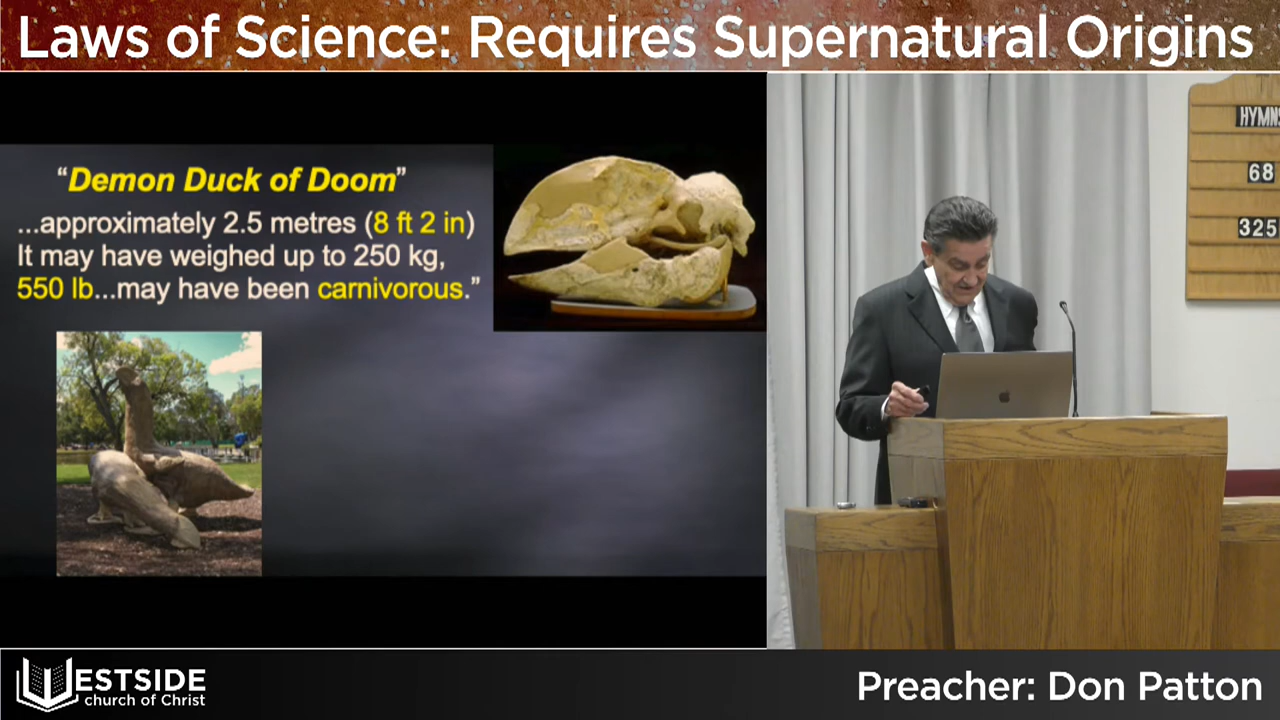 Laws of Science: Requires Supernatural Origins
“Demon Duck of Doom”
...approximately 2.5 metres (8 ft 2 in)
It may have weighed up to 250 kg,
550 lb...may have been carnivorous.”
HYMNS
68
325
WESTSIDE
church of Christ
Preacher: Don Patton